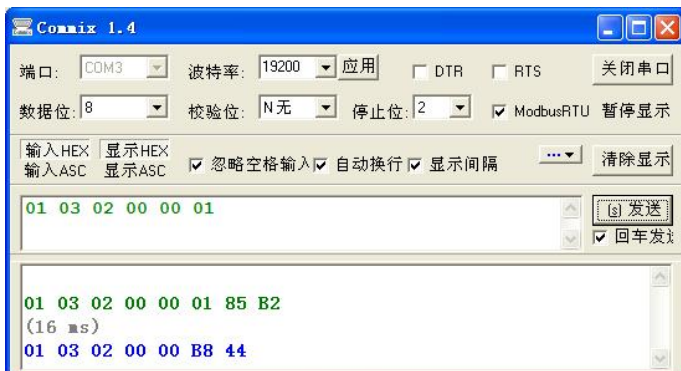 Commix 1.4
端口: COM3 波特率: 19200 应用 DTR RTS 关闭串口
数据位: 8 校验位: N 无 停止位: 2 ModbusRTU 暂停显示
输入HEX 显示HEX
输入ASC 显示ASC 忽略空格输入 自动换行 显示间隔 ... 清除显示
01 03 02 00 00 01 [s] 发送
回车发送
01 03 02 00 00 01 85 B2
(16 ms)
01 03 02 00 00 B8 44